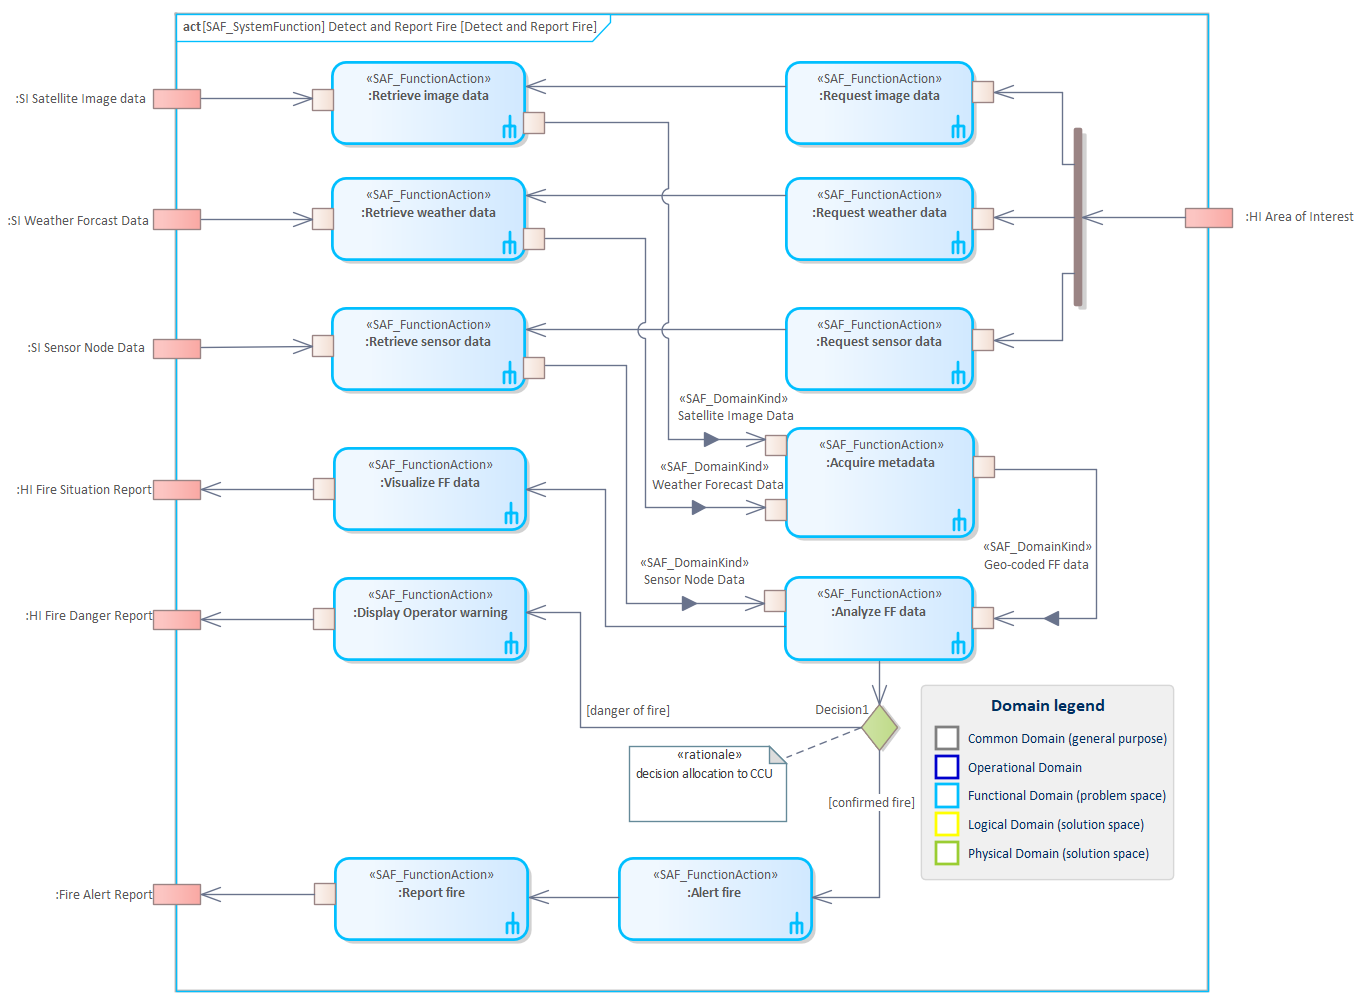 act [SAF_SystemFunction] Detect and Report Fire [Detect and Report Fire]
:SI Satellite Image data
«SAF_FunctionAction»
:Retrieve image data
«SAF_FunctionAction»
:Request image data
:SI Weather Forcast Data
«SAF_FunctionAction»
:Retrieve weather data
«SAF_FunctionAction»
:Request weather data
:HI Area of Interest
:SI Sensor Node Data
«SAF_FunctionAction»
:Retrieve sensor data
«SAF_FunctionAction»
:Request sensor data
«SAF_DomainKind»
Satellite Image Data
:HI Fire Situation Report
«SAF_FunctionAction»
:Visualize FF data
«SAF_DomainKind»
Weather Forecast Data
«SAF_FunctionAction»
:Acquire metadata
«SAF_DomainKind»
Geo-coded FF data
«SAF_DomainKind»
Sensor Node Data
:HI Fire Danger Report
«SAF_FunctionAction»
:Display Operator warning
«SAF_FunctionAction»
:Analyze FF data
[danger of fire]
Decision1
«rationale»
decision allocation to CCU
[confirmed fire]
Domain legend
Common Domain (general purpose)
Operational Domain
Functional Domain (problem space)
Logical Domain (solution space)
Physical Domain (solution space)
:Fire Alert Report
«SAF_FunctionAction»
:Report fire
«SAF_FunctionAction»
:Alert fire